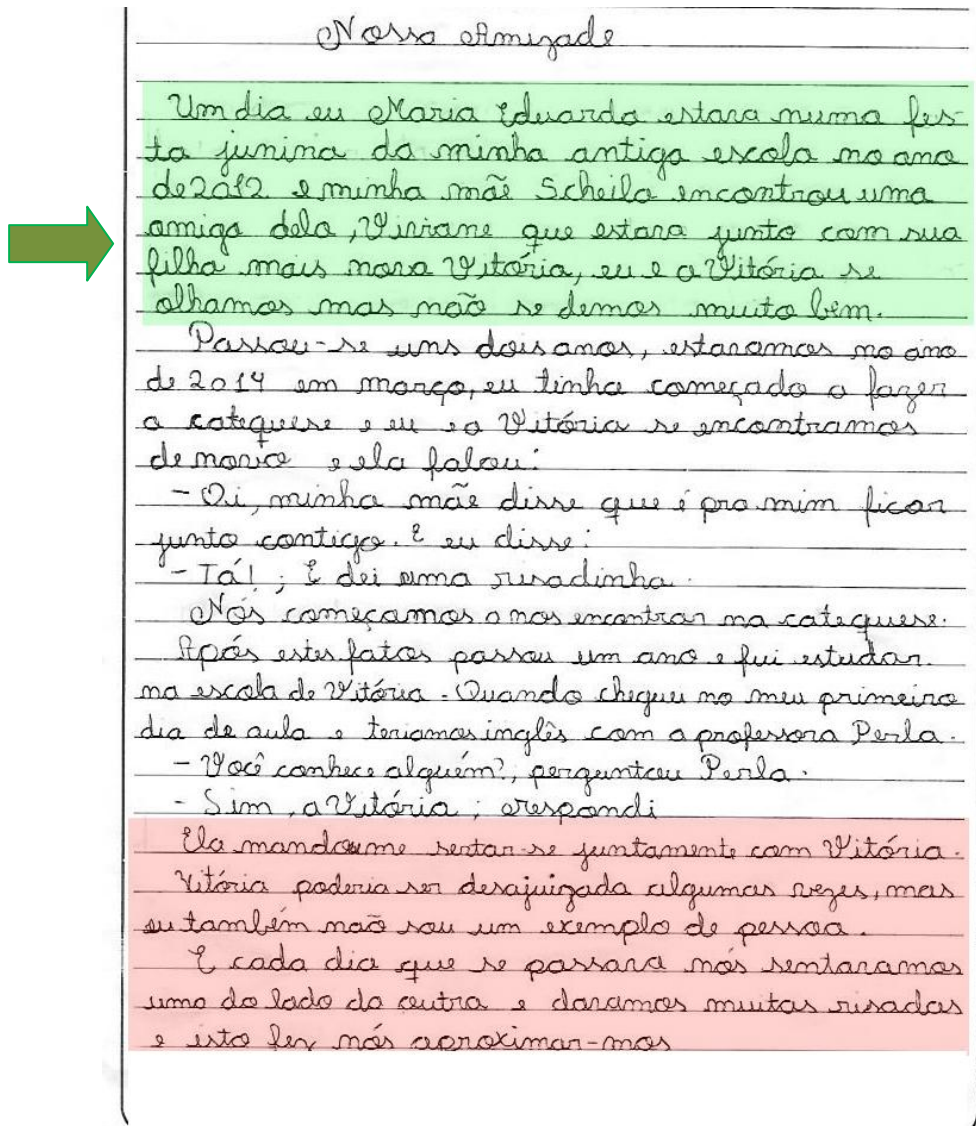 Nossa Amizade
Um dia eu Maria Eduarda estava numa fes-
ta junina da minha antiga escola no ano
de 2012 e minha mãe Scheila encontrou uma
amiga dela, Viviane que estava junto com sua
filha mais nova Vitória, eu e a Vitória se
olhamos mas não se demos muito bem.
Passou-se uns dois anos, estavamos no ano
de 2014 em março, eu tinha começado a fazer
a catequese e eu e a Vitória se encontramos
de novo e ela falou:
- Oi, minha mãe disse que é pra mim ficar
junto contigo. E eu disse:
- Tá!; E dei uma risadinha.
Nós começamos a nos encontrar na catequese.
Após estes fatos passou um ano e fui estudar
na escola de Vitória. Quando cheguei no meu primeiro
dia de aula e teriamos inglês com a professora Perla.
- Você conhece alguém?, perguntou Perla.
- Sim, a Vitória; respondi
Ela mandou me sentar-se juntamente com Vitória.
Vitória poderia ser desajuizada algumas vezes, mas
eu também não sou um exemplo de pessoa.
E cada dia que se passava nós sentavamos
uma do lado da outra e davamos muitas risadas
e isto fez nós aproximar-mos